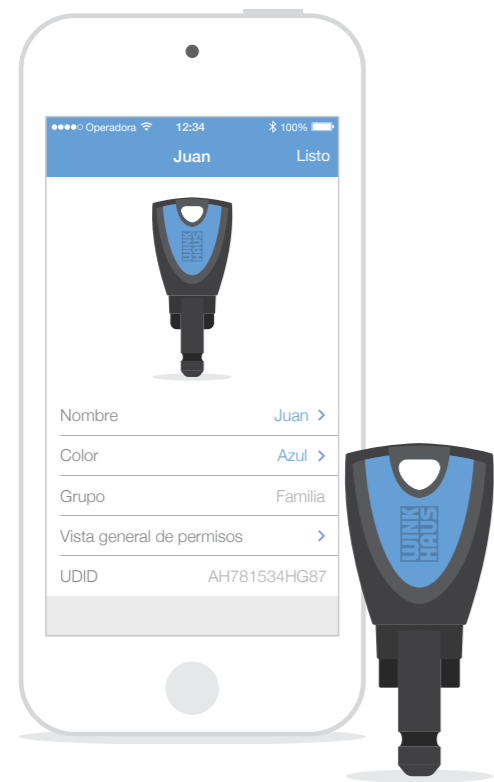 Operadora 12:34 100%
Juan Listo
WINK
HAUS
Nombre Juan >
Color Azul >
Grupo Familia
Vista general de permisos >
UDID AH781534HG87
WINK
HAUS